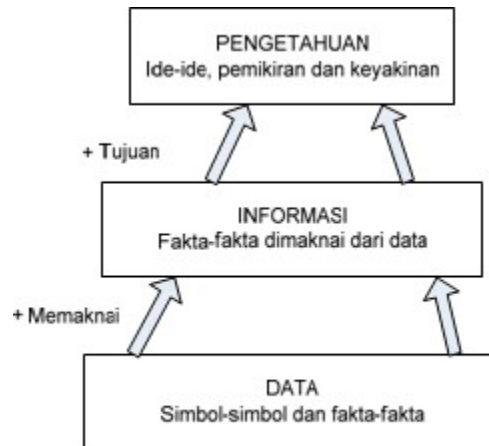 PENGETAHUAN
Ide-ide, pemikiran dan keyakinan
+ Tujuan
INFORMASI
Fakta-fakta dimaknai dari data
+ Memaknai
DATA
Simbol-simbol dan fakta-fakta